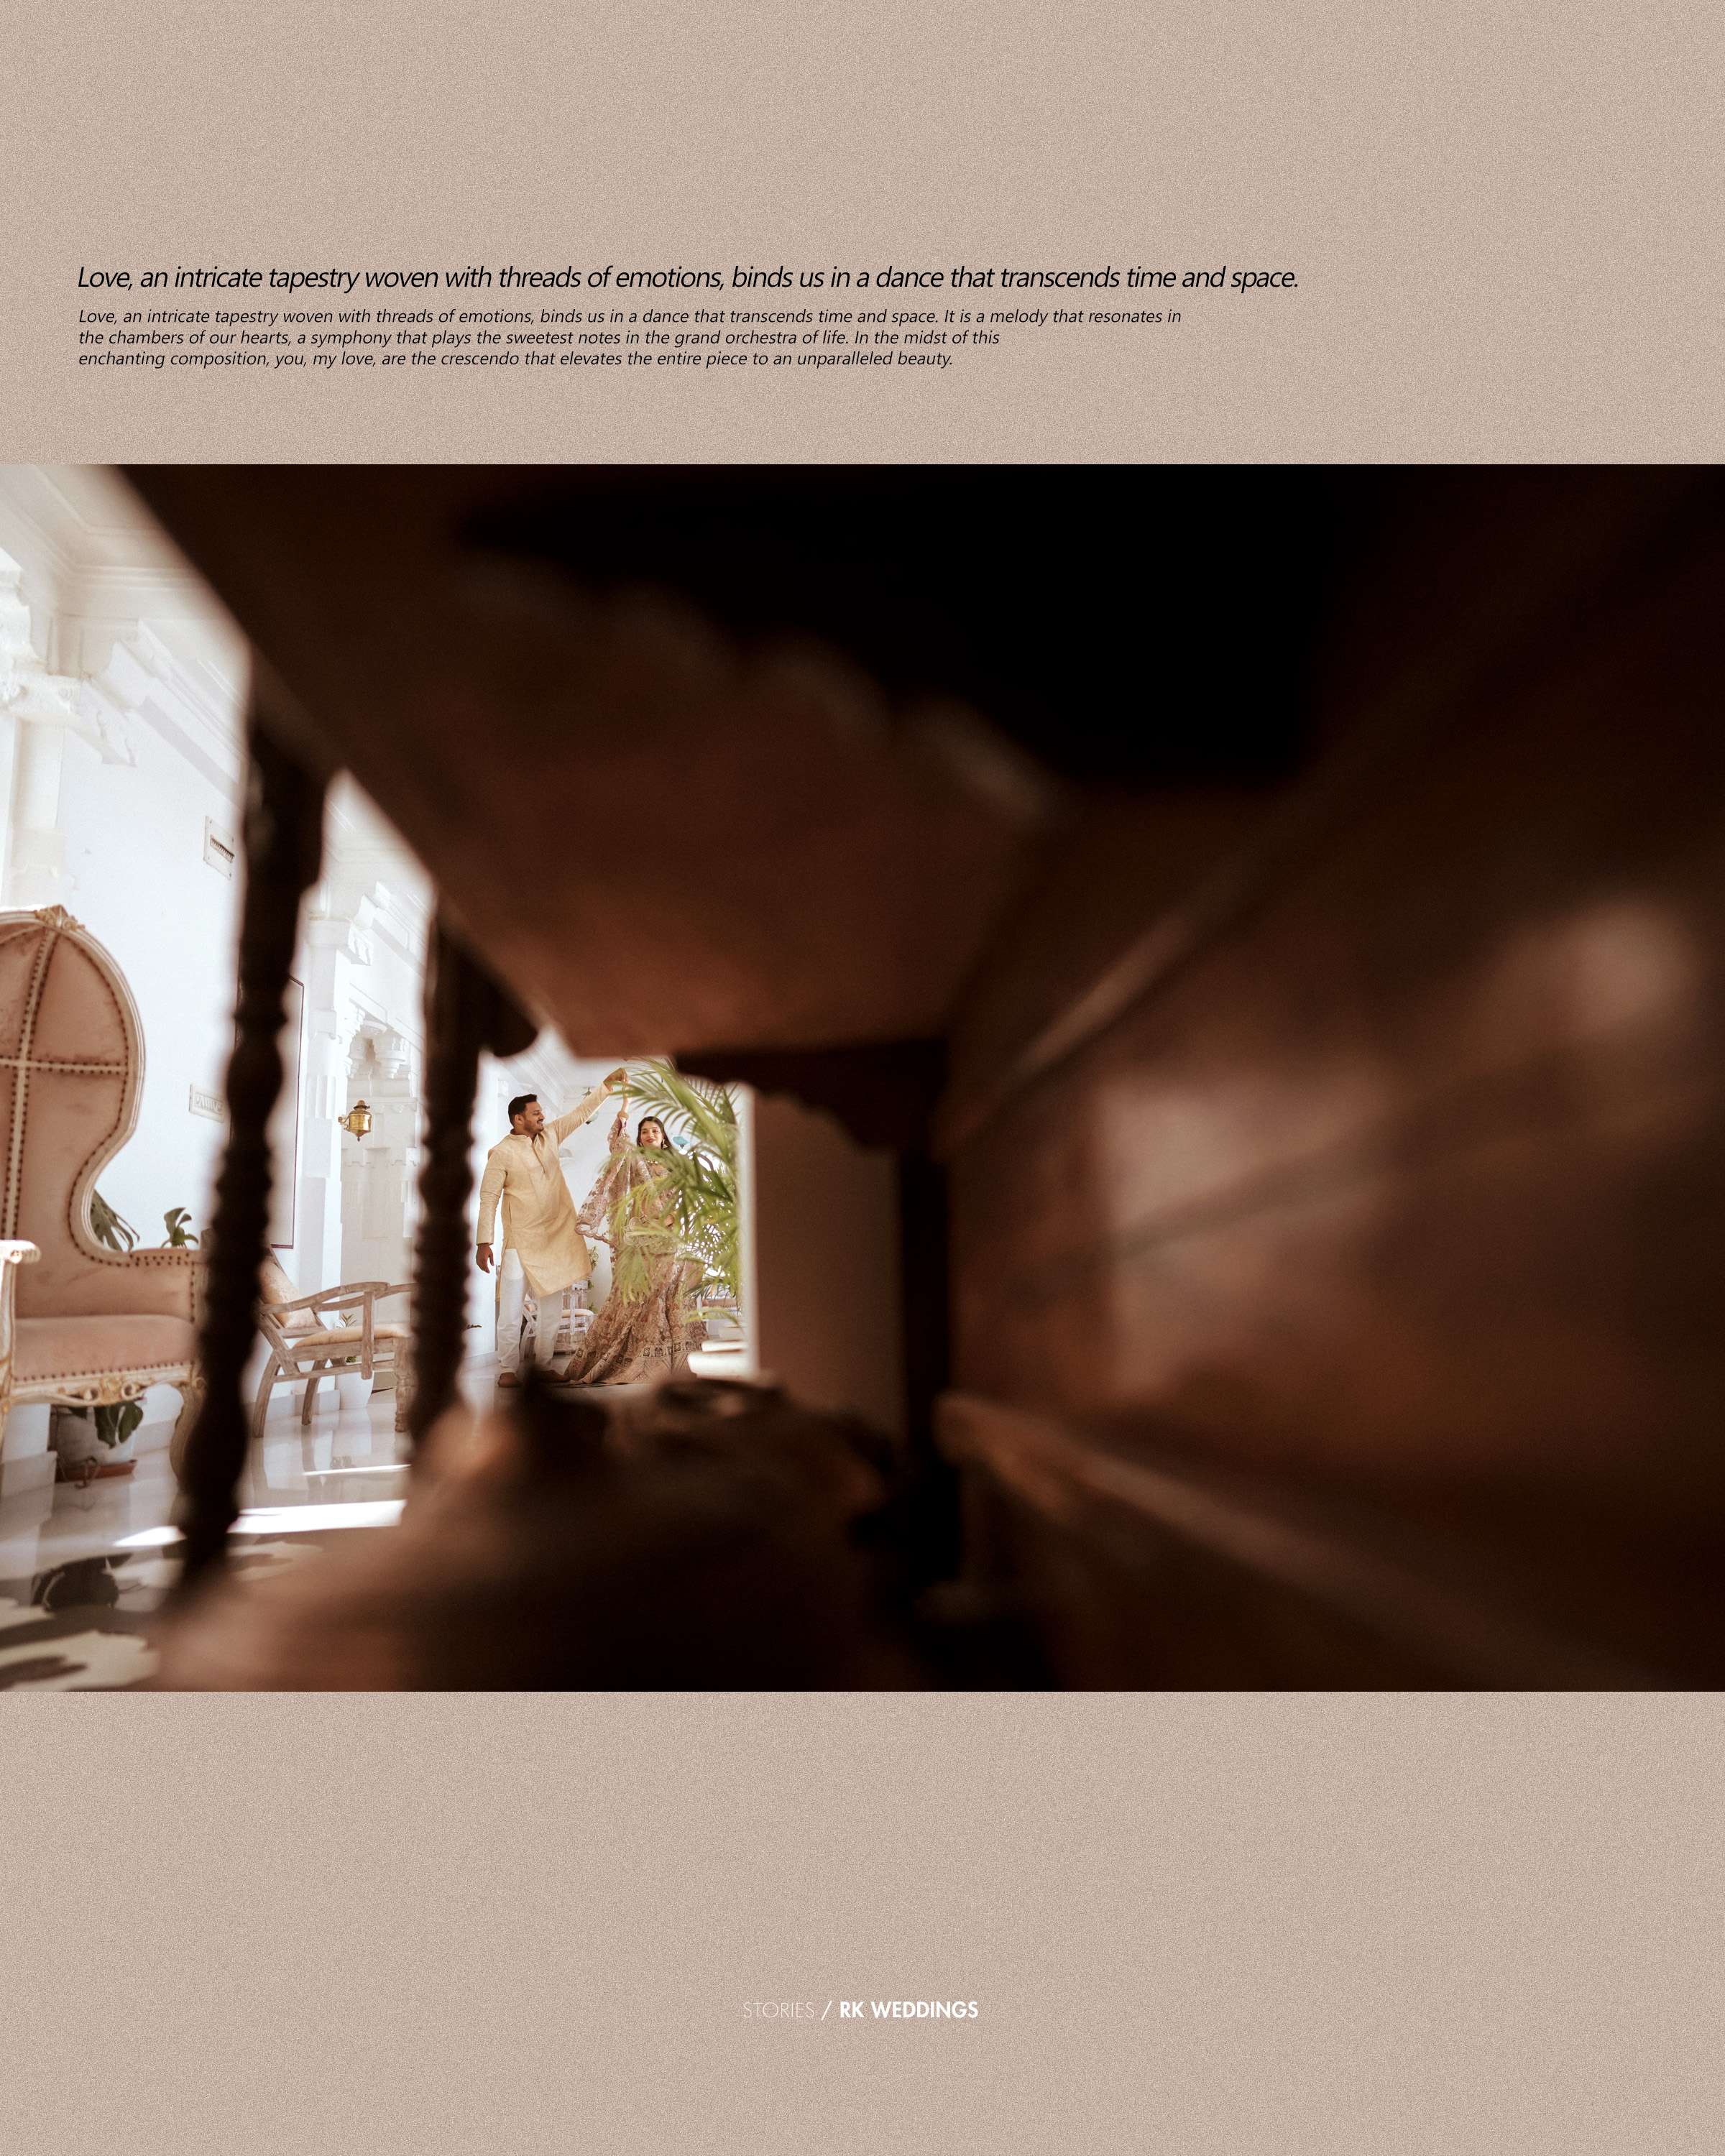 Love, an intricate tapestry woven with threads of emotions, binds us in a dance that transcends time and space.
Love, an intricate tapestry woven with threads of emotions, binds us in a dance that transcends time and space. It is a melody that resonates in
the chambers of our hearts, a symphony that plays the sweetest notes in the grand orchestra of life. In the midst of this
enchanting composition, you, my love, are the crescendo that elevates the entire piece to an unparalleled beauty.
STORIES / RK WEDDINGS